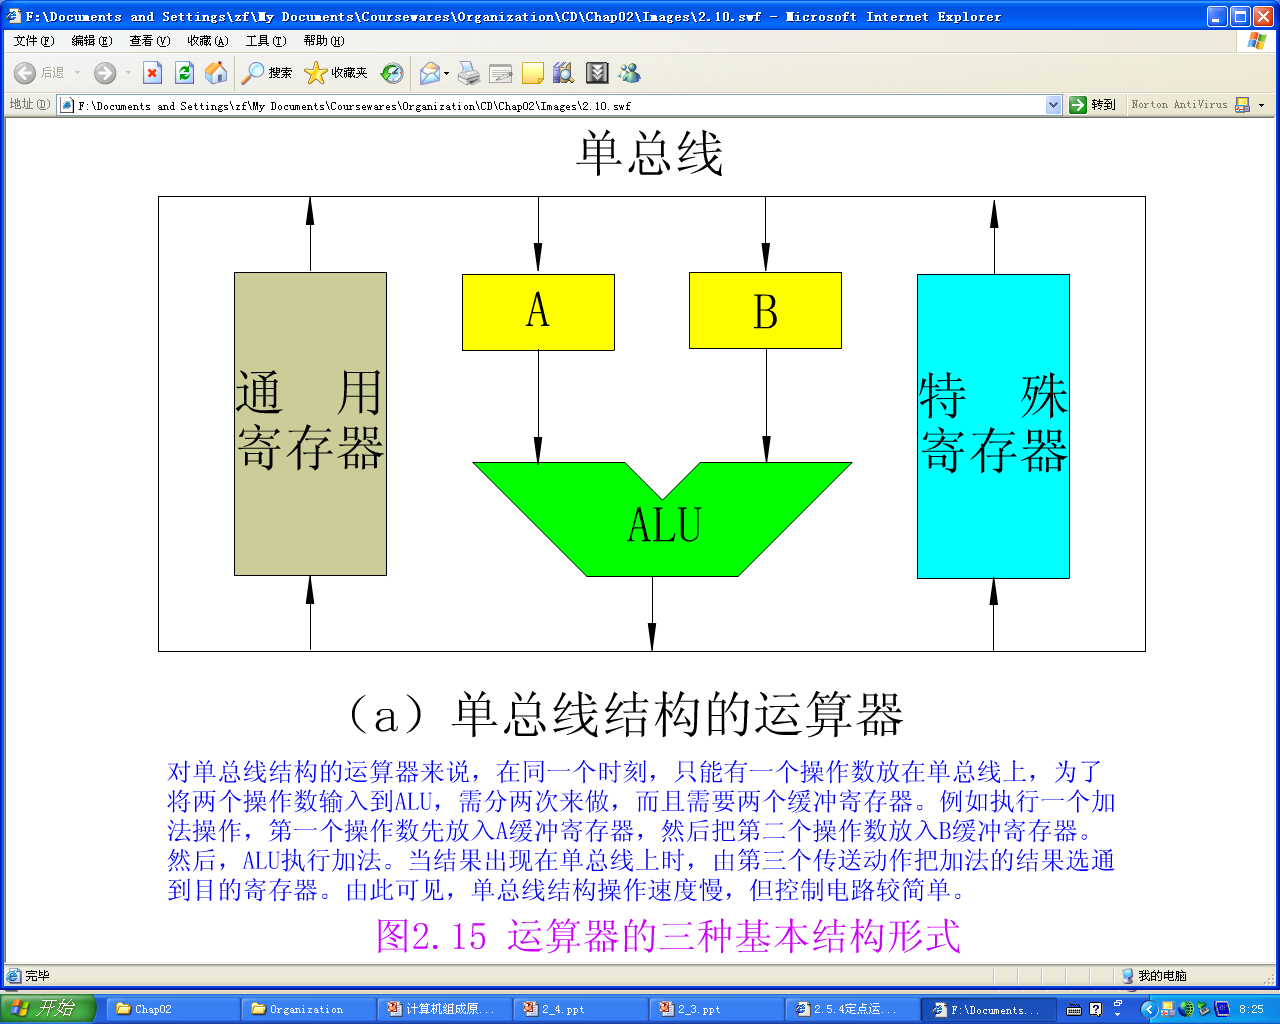 F:\Documents and Settings\zf\My Documents\Coursewares\Organization\CD\Chap02\Images\2.10.swf - Microsoft Internet Explorer
文件(F) 编辑(E) 查看(V) 收藏(A) 工具(T) 帮助(H)
后退 搜索 收藏夹
地址(D) F:\Documents and Settings\zf\My Documents\Coursewares\Organization\CD\Chap02\Images\2.10.swf 转到 Norton AntiVirus
单总线
A
B
通 用
寄存器
特 殊
寄存器
ALU
（a）单总线结构的运算器
对单总线结构的运算器来说，在同一个时刻，只能有一个操作数放在单总线上，为了
将两个操作数输入到ALU，需分两次来做，而且需要两个缓冲寄存器。例如执行一个加
法操作，第一个操作数先放入A缓冲寄存器，然后把第二个操作数放入B缓冲寄存器。
然后，ALU执行加法。当结果出现在单总线上时，由第三个传送动作把加法的结果选通
到目的寄存器。由此可见，单总线结构操作速度慢，但控制电路较简单。
图2.15 运算器的三种基本结构形式
完毕 我的电脑
开始 Chap02 Organization 计算机组成原... 2_4.ppt 2_3.ppt 2.5.4定点运... F:\Documents... 8:25